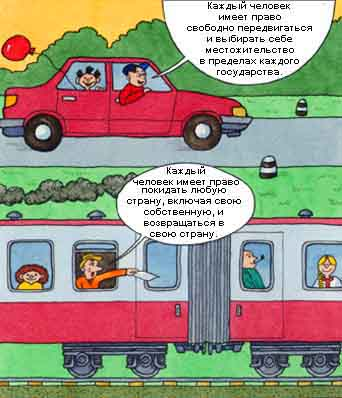 Каждый человек
имеет право
свободно передвигаться
и выбирать себе
местожительство
в пределах каждого
государства.
Каждый
человек имеет право
покидать любую
страну, включая свою
собственную, и
возвращаться в
свою страну.